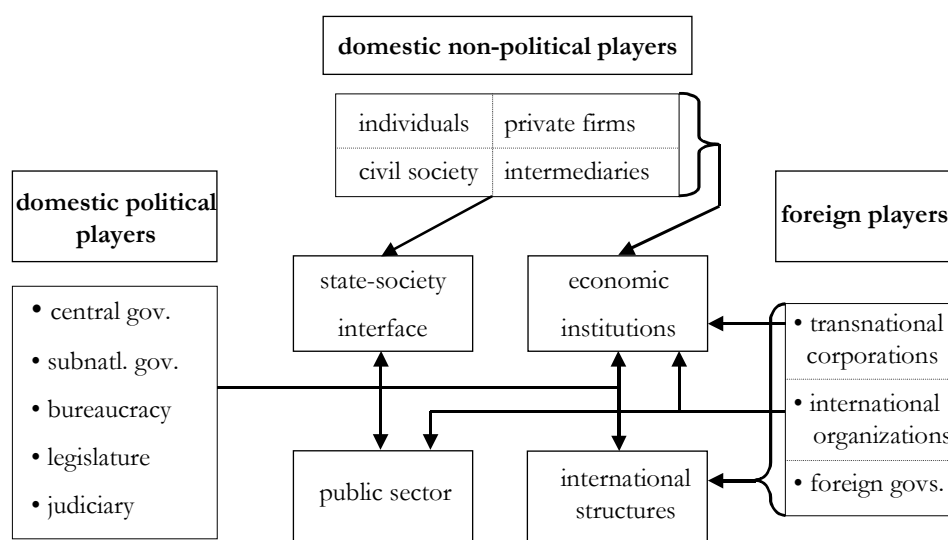 domestic non-political players
individuals
private firms
civil society
intermediaries
domestic political
players
foreign players
• central gov.
• subnatl. gov.
• bureaucracy
• legislature
• judiciary
state-society
interface
economic
institutions
• transnational
corporations
• international
organizations
• foreign govs.
public sector
international
structures